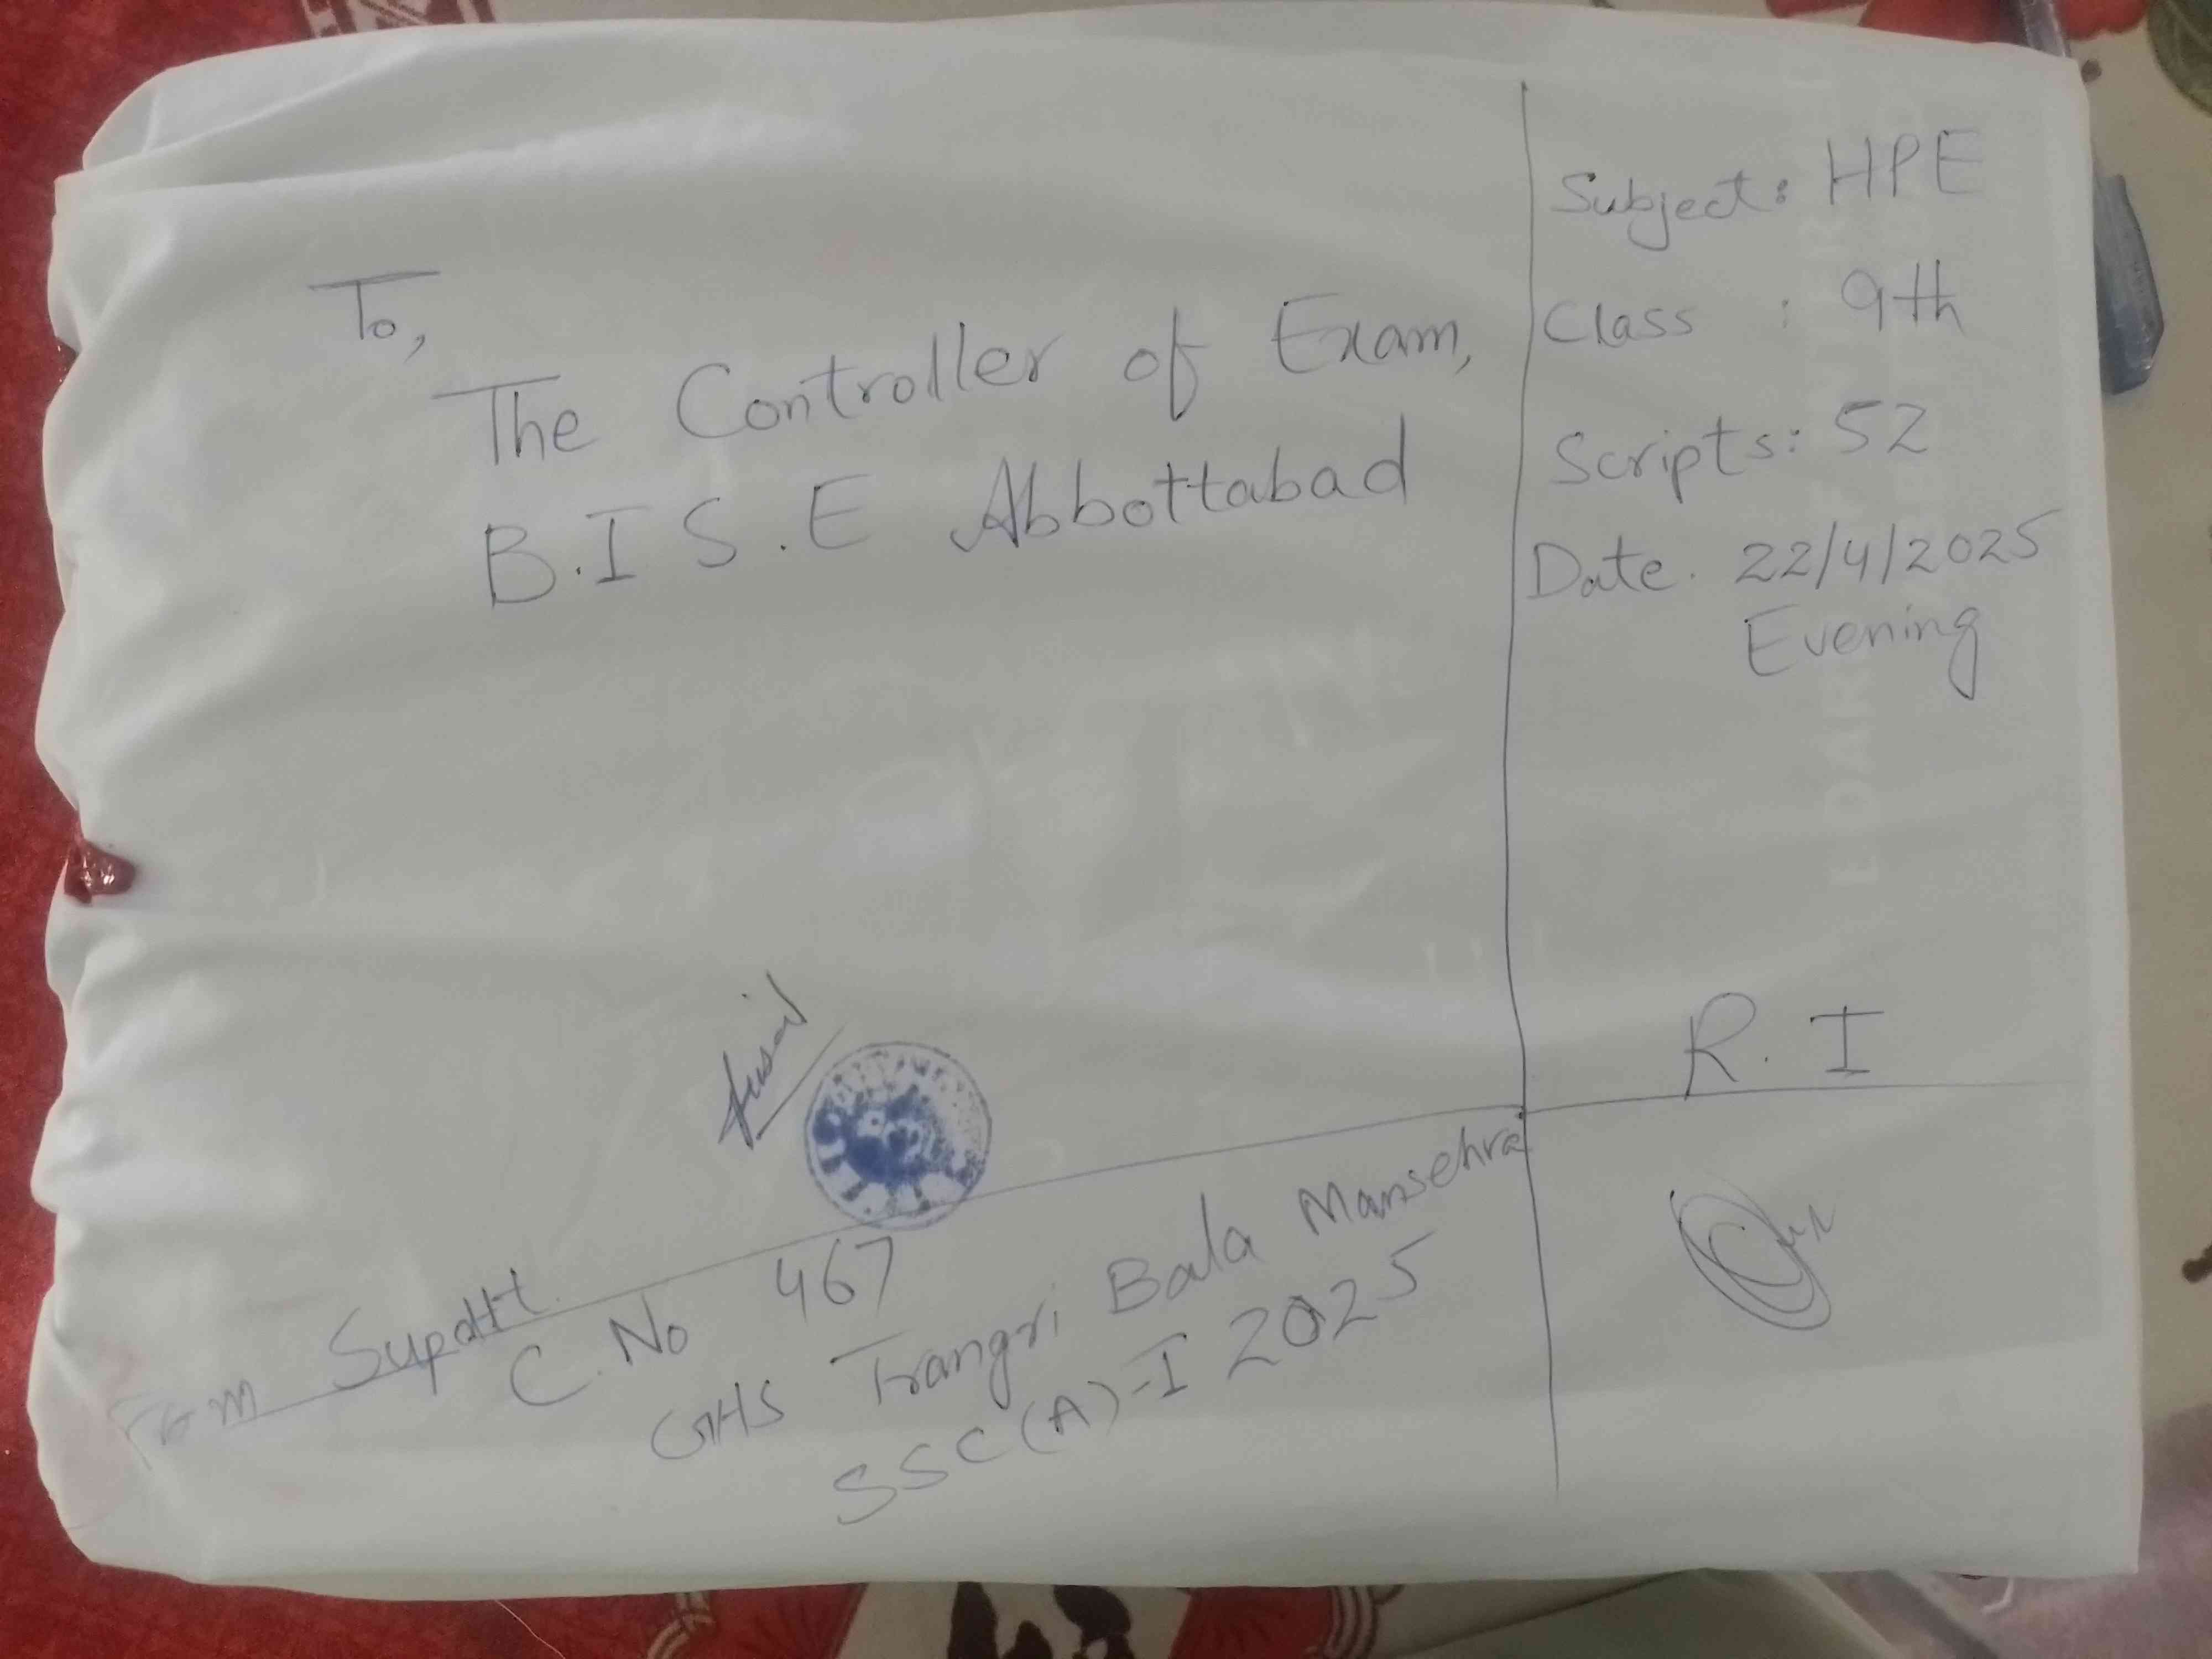 To,
The Controller of Exam,
B.I S.E Abbottabad
Subject: HPE
Class : 9th
Scripts: 52
Date. 22/4/2025
Evening
R. I
From Supdtt.
C. No 467
GHS Trangri Bala Mansehra
SSC(A)-I 2025